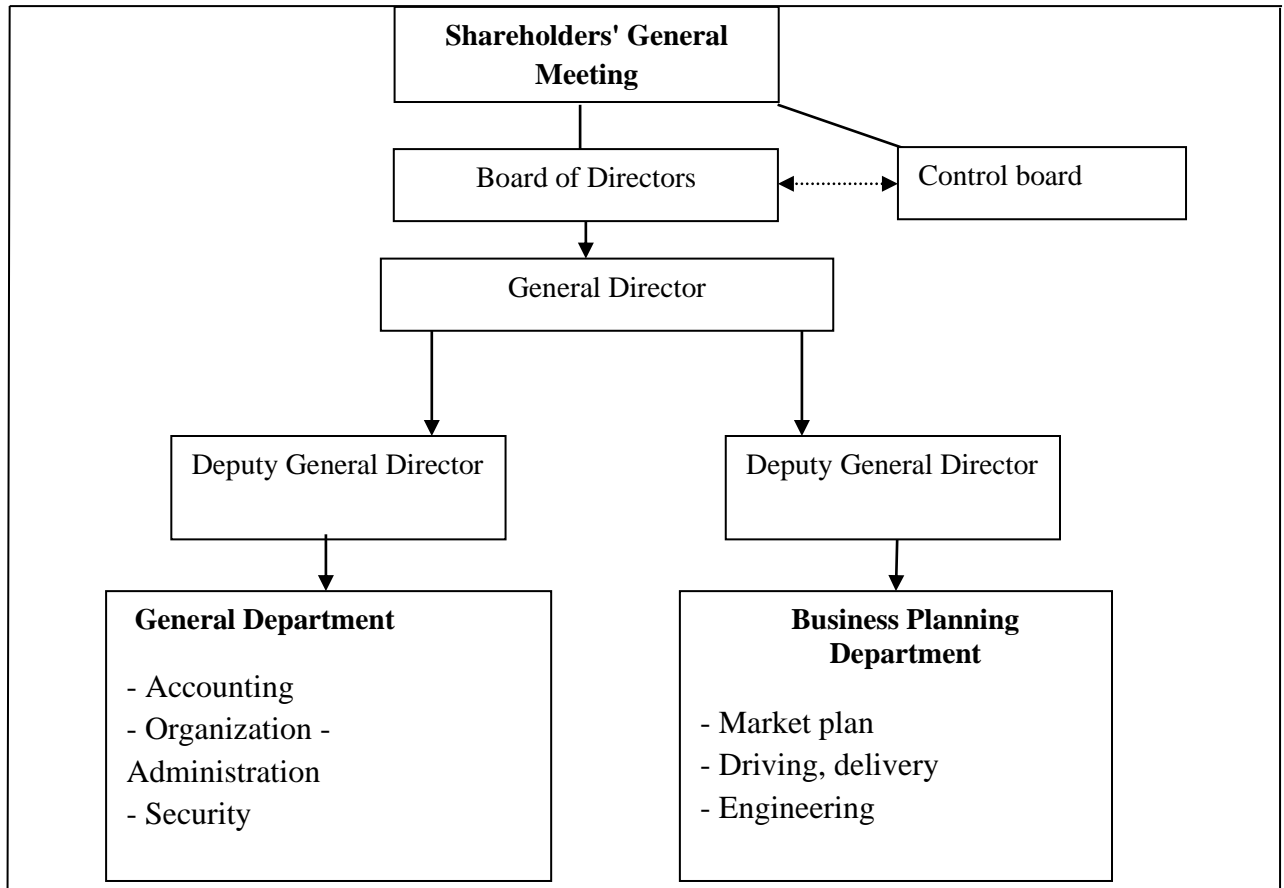 Shareholders' General
Meeting
Board of Directors
Control board
General Director
Deputy General Director
Deputy General Director
General Department
- Accounting
- Organization -
Administration
- Security
Business Planning
Department
- Market plan
- Driving, delivery
- Engineering